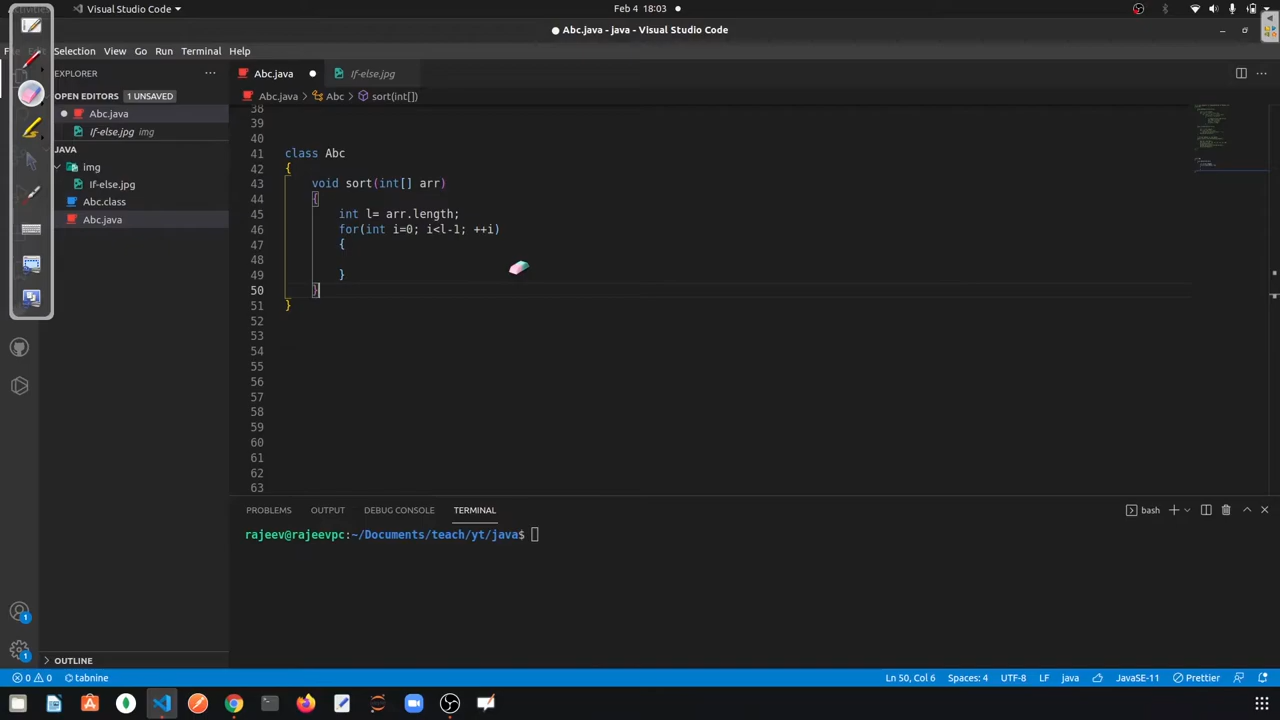 Visual Studio Code
Feb 4 18:03
Abc.java - java - Visual Studio Code
Selection View Go Run Terminal Help
EXPLORER
Abc.java
If-else.jpg
OPEN EDITORS
1 UNSAVED
Abc.java > Abc > sort(int[])
Abc.java
If-else.jpg img
JAVA
img
If-else.jpg
Abc.class
Abc.java
38
39
40
41 class Abc
42 {
43 void sort(int[] arr)
44 {
45 int l= arr.length;
46 for(int i=0; i<l-1; ++i)
47 {
48
49 }
50 }
51 }
52
53
54
55
56
57
58
59
60
61
62
63
PROBLEMS OUTPUT DEBUG CONSOLE TERMINAL
bash
rajeev@rajeevpc:~/Documents/teach/yt/java$
1
1
OUTLINE
0 0 tabnine
Ln 50, Col 6 Spaces: 4 UTF-8 LF java JavaSE-11 Prettier